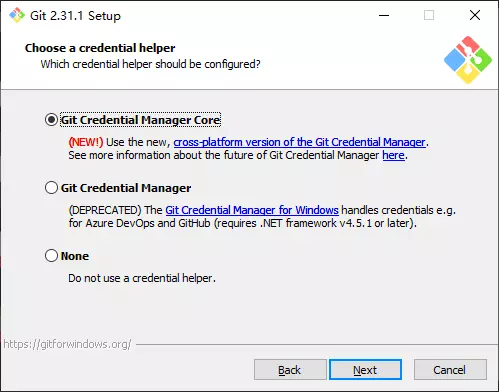 Git 2.31.1 Setup
Choose a credential helper
Which credential helper should be configured?
Git Credential Manager Core
(NEW!) Use the new, cross-platform version of the Git Credential Manager.
See more information about the future of Git Credential Manager here.
Git Credential Manager
(DEPRECATED) The Git Credential Manager for Windows handles credentials e.g.
for Azure DevOps and GitHub (requires .NET framework v4.5.1 or later).
None
Do not use a credential helper.
https://gitforwindows.org/
Back Next Cancel